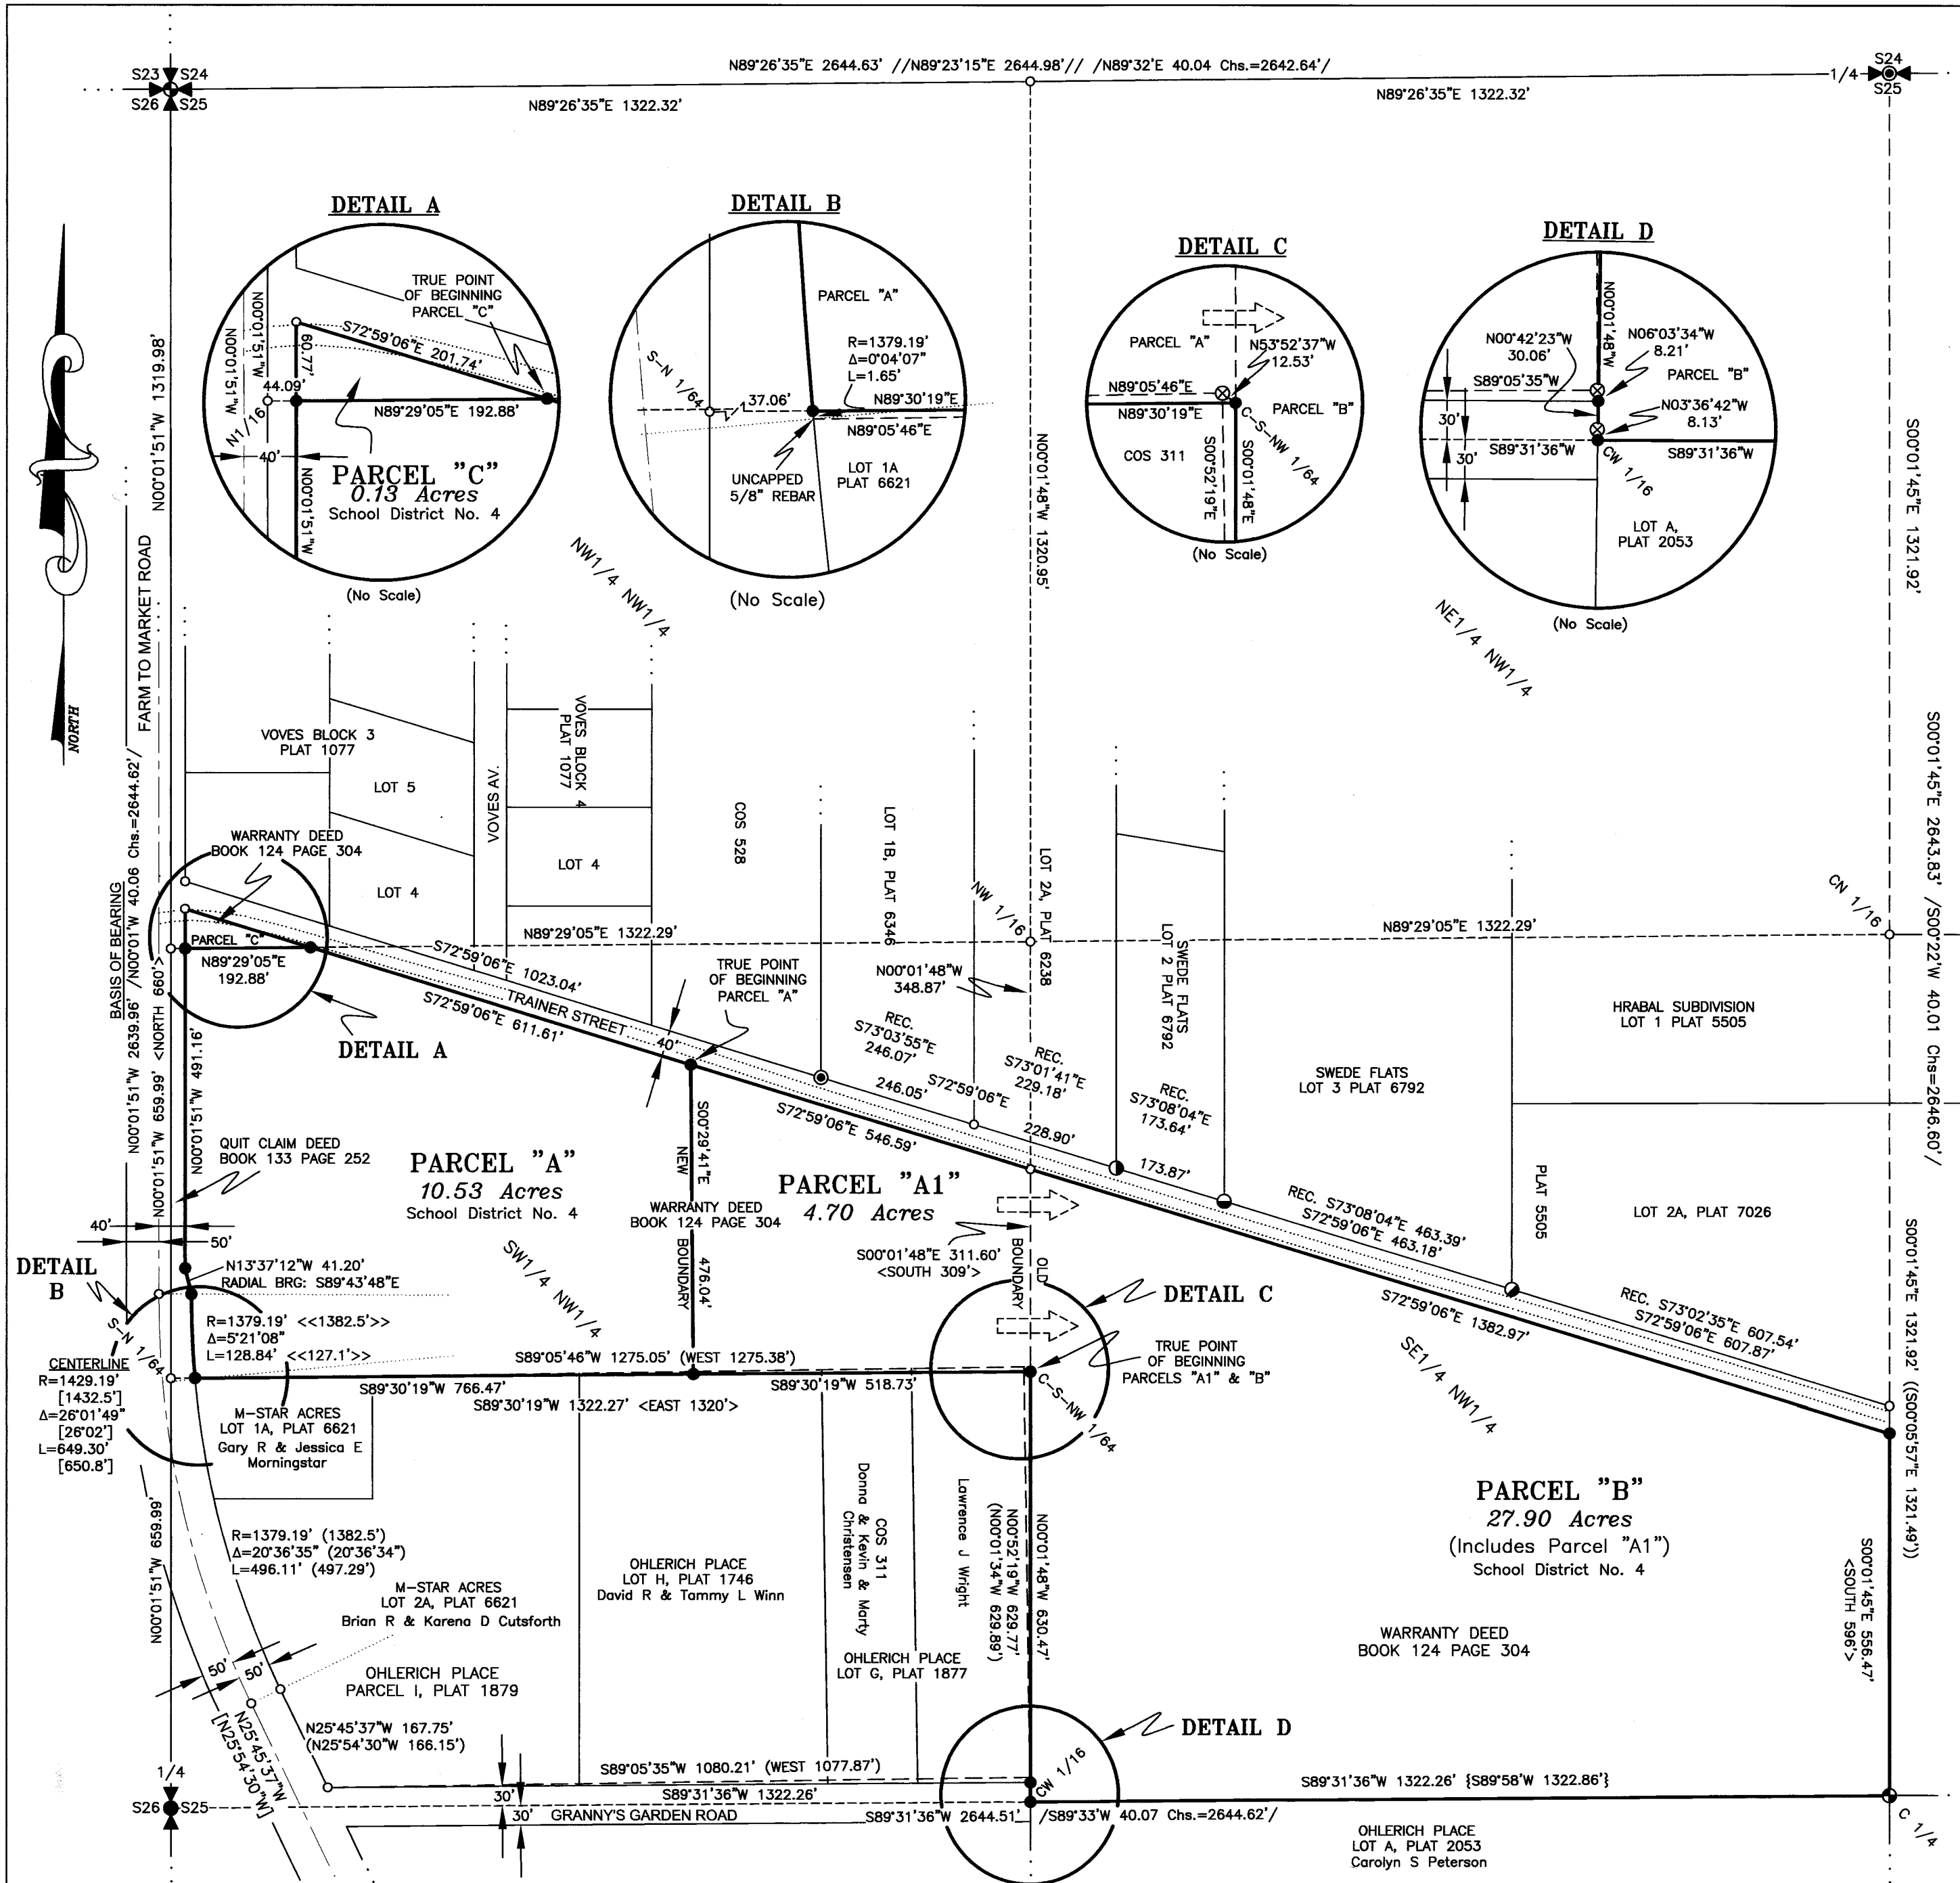 S23 S24
S26 S25
N89°26'35"E 2644.63' //N89°23'15"E 2644.98'// /N89°32'E 40.04 Chs.=2642.64'/
S24
1/4
S25
N89°26'35"E 1322.32'
N89°26'35"E 1322.32'
NORTH
N00°01'51"W 1319.98'
FARM TO MARKET ROAD
DETAIL A
TRUE POINT
OF BEGINNING
PARCEL "C"
N00°01'51"W
N00°01'51"W
60.77'
S72°59'06"E 201.74'
44.09'
N89°29'05"E 192.88'
N1/16
40'
PARCEL "C"
0.13 Acres
School District No. 4
N00°01'51"W
(No Scale)
DETAIL B
PARCEL "A"
R=1379.19'
Δ=0°04'07"
L=1.65'
S-N 1/64
37.06'
N89°30'19"E
N89°05'46"E
UNCAPPED
5/8" REBAR
LOT 1A
PLAT 6621
(No Scale)
DETAIL C
PARCEL "A"
N53°52'37"W
12.53'
N89°05'46"E
N89°30'19"E
PARCEL "B"
COS 311
S00°52'19"E
S00°01'48"E
C-S-NW 1/64
(No Scale)
DETAIL D
N00°01'48"W
N00°42'23"W
30.06'
N06°03'34"W
8.21'
S89°05'35"W
PARCEL "B"
N03°36'42"W
8.13'
30'
30'
S89°31'36"W
S89°31'36"W
CW 1/16
LOT A,
PLAT 2053
(No Scale)
NW1/4 NW1/4
N00°01'48"W 1320.95'
NE1/4 NW1/4
S00°01'45"E 1321.92'
S00°01'45"E 2643.83' /S00°22'W 40.01 Chs=2646.60'/
BASIS OF BEARING
N00°01'51"W 2639.96' /N00°01'W 40.06 Chs.=2644.62'/
N00°01'51"W 659.99' <NORTH 660'>
VOVES BLOCK 3
PLAT 1077
LOT 5
LOT 4
VOVES AV.
VOVES BLOCK 4
PLAT 1077
LOT 4
COS 528
LOT 1B, PLAT 6346
LOT 2A, PLAT 6238
NW 1/16
SWEDE FLATS
LOT 2 PLAT 6792
CN 1/16
WARRANTY DEED
BOOK 124 PAGE 304
PARCEL "C"
N89°29'05"E
192.88'
N89°29'05"E 1322.29'
N89°29'05"E 1322.29'
S72°59'06"E 1023.04'
TRAINER STREET
S72°59'06"E 611.61'
40'
TRUE POINT
OF BEGINNING
PARCEL "A"
N00°01'48"W
348.87'
DETAIL A
REC.
S73°03'55"E
246.07'
246.05'
S72°59'06"E
REC.
S73°01'41"E
229.18'
228.90'
REC.
S73°08'04"E
173.64'
173.87'
SWEDE FLATS
LOT 3 PLAT 6792
HRABAL SUBDIVISION
LOT 1 PLAT 5505
PLAT 5505
LOT 2A, PLAT 7026
N00°01'51"W 491.16'
QUIT CLAIM DEED
BOOK 133 PAGE 252
PARCEL "A"
10.53 Acres
School District No. 4
S00°29'41"E
NEW
476.04'
BOUNDARY
WARRANTY DEED
BOOK 124 PAGE 304
S72°59'06"E 546.59'
PARCEL "A1"
4.70 Acres
S00°01'48"E 311.60'
<SOUTH 309'>
OLD
BOUNDARY
REC. S73°08'04"E 463.39'
S72°59'06"E 463.18'
S72°59'06"E 1382.97'
REC. S73°02'35"E 607.54'
S72°59'06"E 607.87'
S00°01'45"E 1321.92' ((S00°05'57"E 1321.49'))
40'
50'
DETAIL
B
N13°37'12"W 41.20'
RADIAL BRG: S89°43'48"E
S-N 1/64
R=1379.19' <<1382.5'>>
Δ=5°21'08"
L=128.84' <<127.1'>>
SW1/4 NW1/4
DETAIL C
TRUE POINT
OF BEGINNING
PARCELS "A1" & "B"
SE1/4 NW1/4
S89°05'46"W 1275.05' (WEST 1275.38')
S89°30'19"W 766.47'
S89°30'19"W 518.73'
S89°30'19"W 1322.27' <EAST 1320'>
C-S-NW 1/64
CENTERLINE
R=1429.19'
[1432.5']
Δ=26°01'49"
[26°02']
L=649.30'
[650.8']
M-STAR ACRES
LOT 1A, PLAT 6621
Gary R & Jessica E
Morningstar
N00°01'51"W 659.99'
R=1379.19' (1382.5')
Δ=20°36'35" (20°36'34")
L=496.11' (497.29')
M-STAR ACRES
LOT 2A, PLAT 6621
Brian R & Karena D Cutsforth
OHLERICH PLACE
LOT H, PLAT 1746
David R & Tammy L Winn
COS 311
Donna & Kevin & Marty
Christensen
OHLERICH PLACE
LOT G, PLAT 1877
Lawrence J Wright
N00°01'48"W 630.47'
N00°52'19"W 629.77'
(N00°01'34"W 629.89')
PARCEL "B"
27.90 Acres
(Includes Parcel "A1")
School District No. 4
WARRANTY DEED
BOOK 124 PAGE 304
S00°01'45"E 556.47'
<SOUTH 596'>
50'
50'
OHLERICH PLACE
PARCEL I, PLAT 1879
N25°45'37"W
[N25°54'30"W]
N25°45'37"W 167.75'
(N25°54'30"W 166.15')
DETAIL D
CW 1/16
S89°05'35"W 1080.21' (WEST 1077.87')
S89°31'36"W 1322.26'
S89°31'36"W 1322.26' {S89°58'W 1322.86'}
1/4
S26 S25
30'
30'
GRANNY'S GARDEN ROAD
S89°31'36"W 2644.51' /S89°33'W 40.07 Chs.=2644.62'/
C 1/4
OHLERICH PLACE
LOT A, PLAT 2053
Carolyn S Peterson